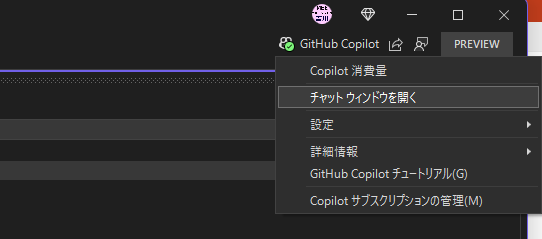 GitHub Copilot PREVIEW
Copilot 消費量
チャット ウィンドウを開く
設定
詳細情報
GitHub Copilot チュートリアル(G)
Copilot サブスクリプションの管理(M)